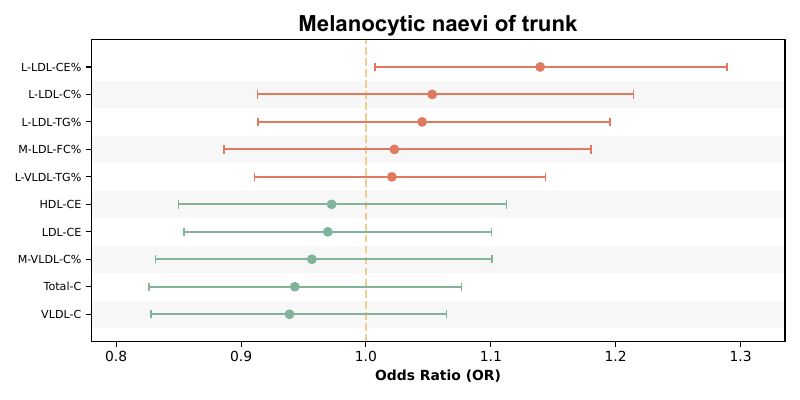 Melanocytic naevi of trunk
L-LDL-CE%
L-LDL-C%
L-LDL-TG%
M-LDL-FC%
L-VLDL-TG%
HDL-CE
LDL-CE
M-VLDL-C%
Total-C
VLDL-C
0.8 0.9 1.0 1.1 1.2 1.3
Odds Ratio (OR)